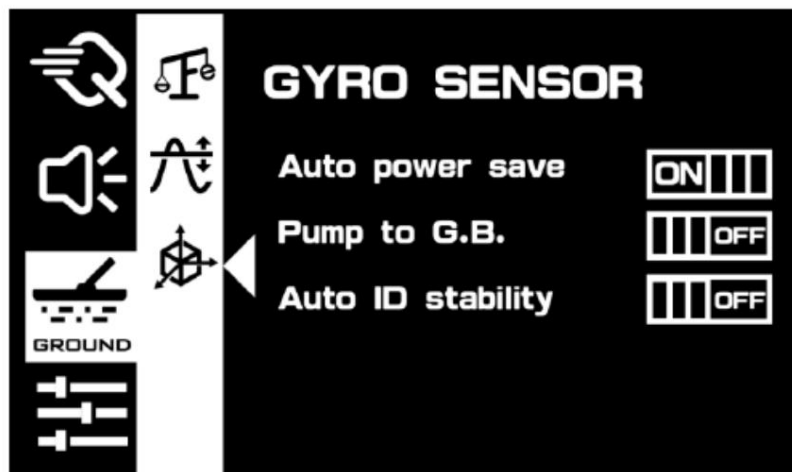 GYRO SENSOR
Auto power save ON
Pump to G.B. OFF
Auto ID stability OFF
GROUND